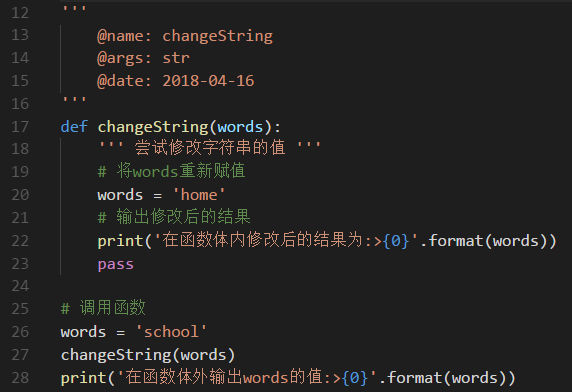 12 '''
13 @name: changeString
14 @args: str
15 @date: 2018-04-16
16 '''
17 def changeString(words):
18 ''' 尝试修改字符串的值 '''
19 # 将words重新赋值
20 words = 'home'
21 # 输出修改后的结果
22 print('在函数体内修改后的结果为:>{0}'.format(words))
23 pass
24
25 # 调用函数
26 words = 'school'
27 changeString(words)
28 print('在函数体外输出words的值:>{0}'.format(words))